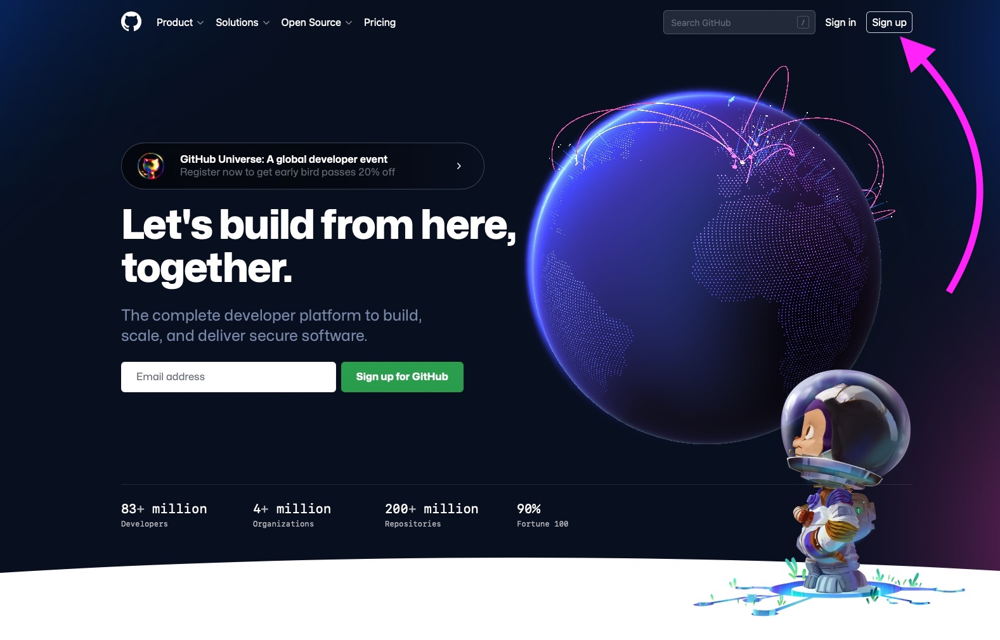 Product Solutions Open Source Pricing Search GitHub / Sign in Sign up
GitHub Universe: A global developer event
Register now to get early bird passes 20% off
Let's build from here,
together.
The complete developer platform to build,
scale, and deliver secure software.
Email address Sign up for GitHub
83+ million 4+ million 200+ million 90%
Developers Organizations Repositories Fortune 100